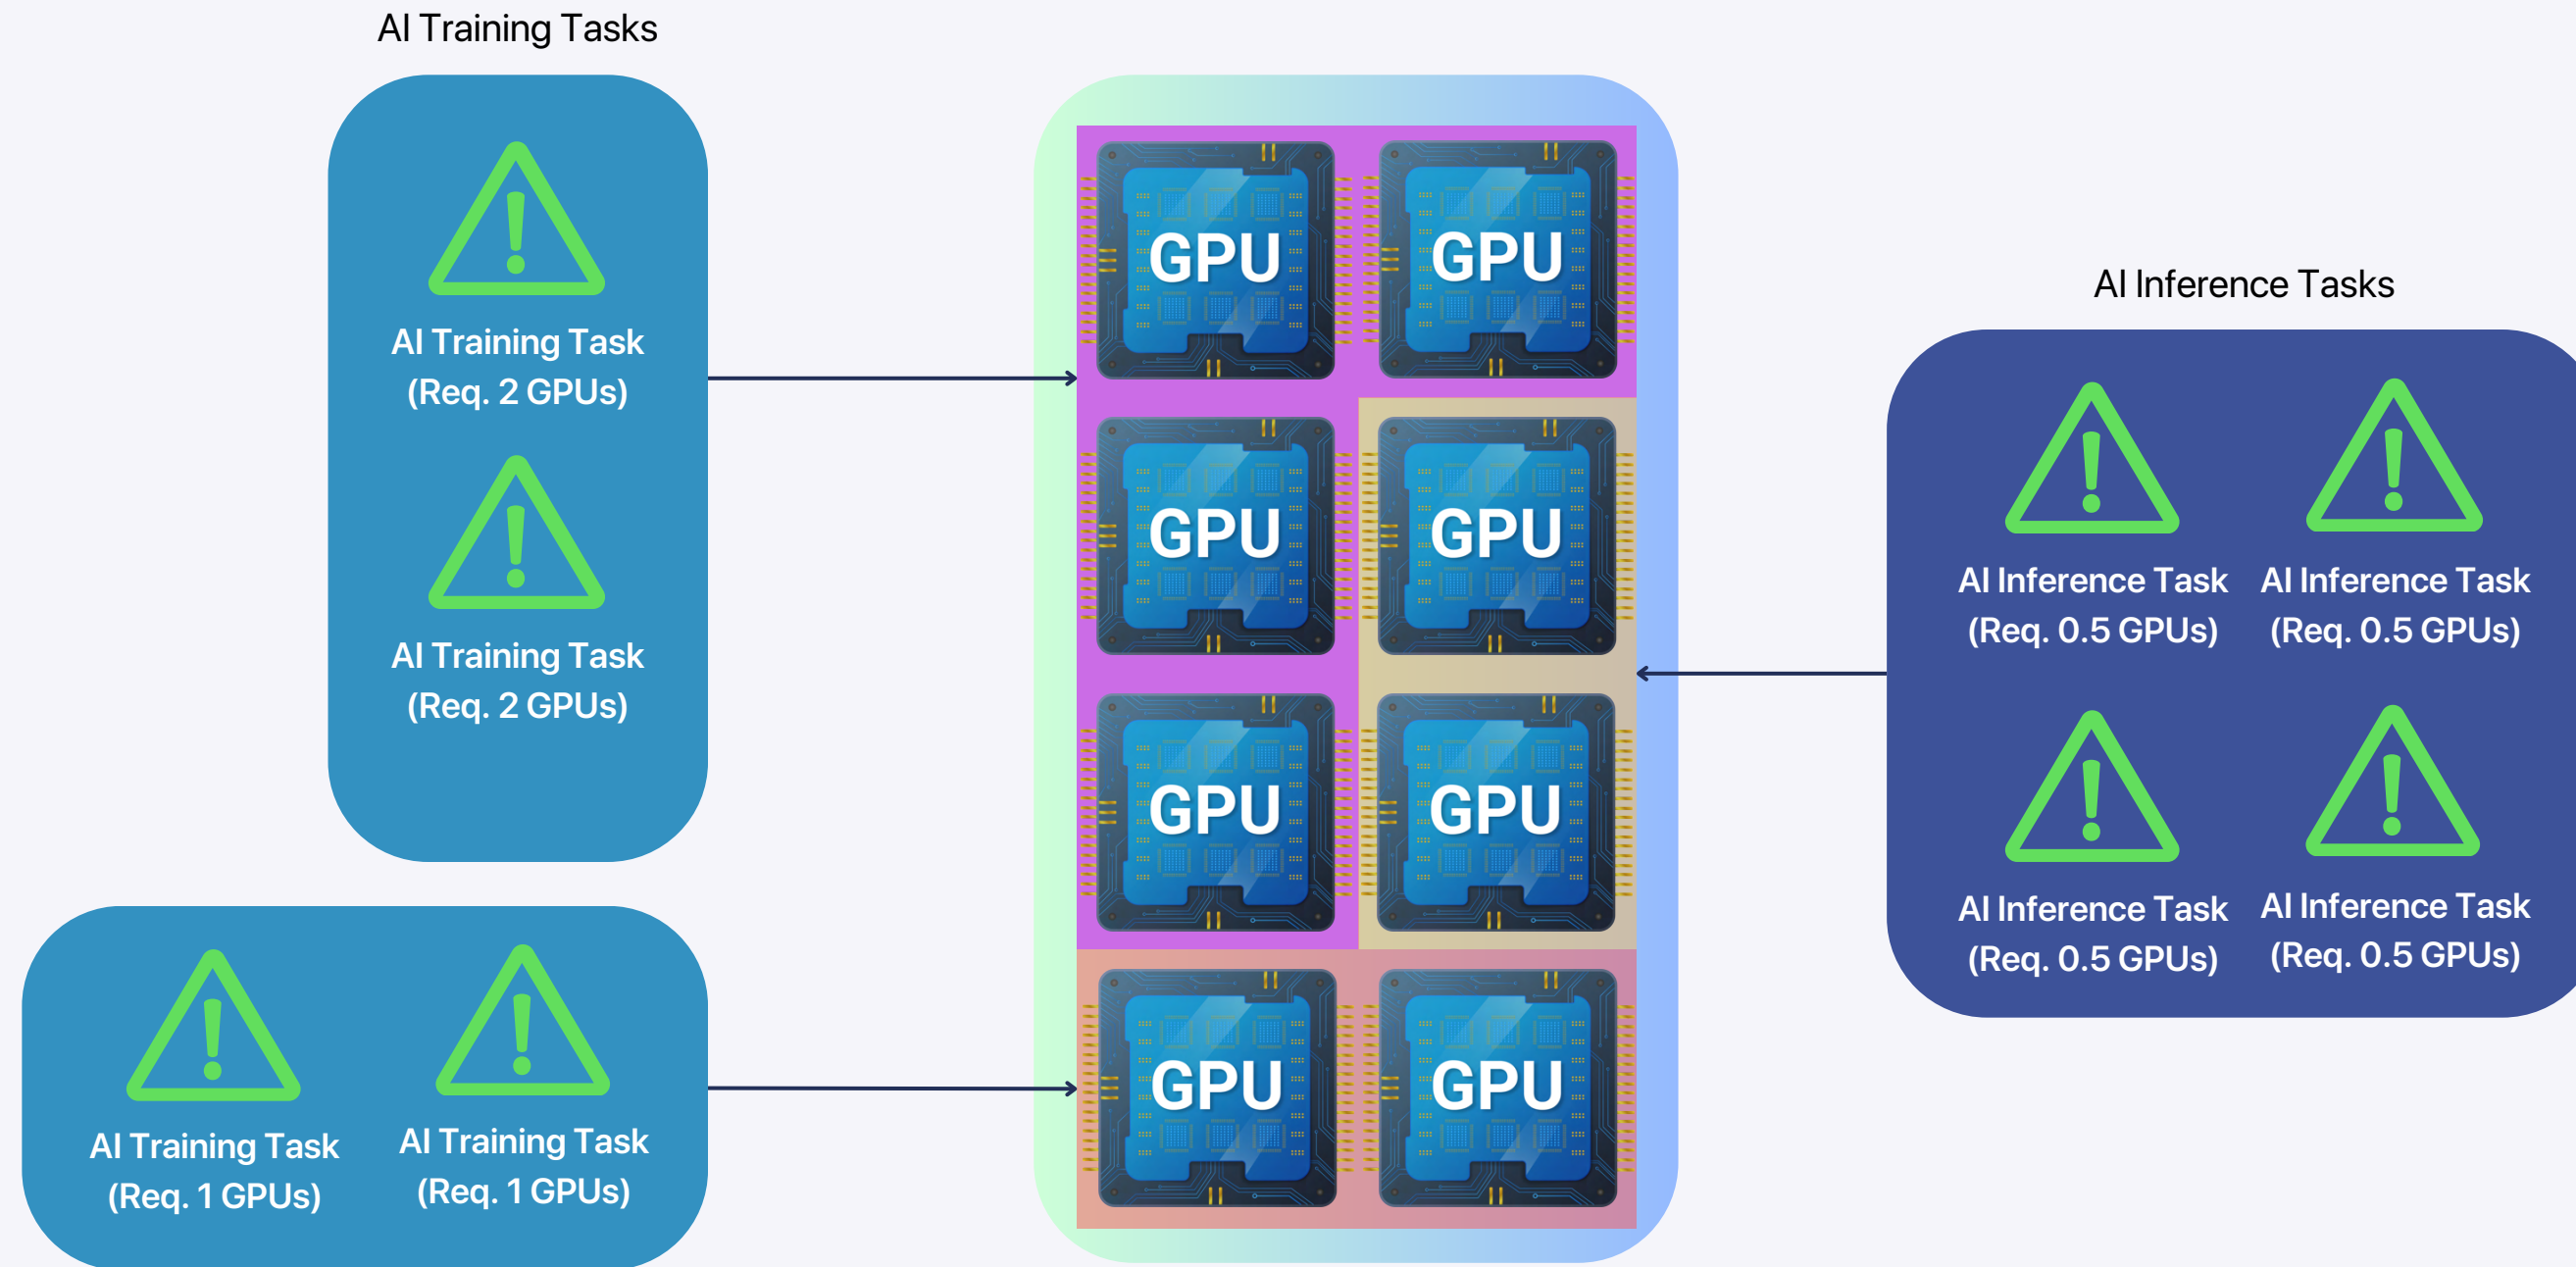 AI Training Tasks
AI Training Task
(Req. 2 GPUs)
AI Training Task
(Req. 2 GPUs)
AI Training Task
(Req. 1 GPUs)
AI Training Task
(Req. 1 GPUs)
GPU
GPU
GPU
GPU
GPU
GPU
GPU
GPU
AI Inference Tasks
AI Inference Task
(Req. 0.5 GPUs)
AI Inference Task
(Req. 0.5 GPUs)
AI Inference Task
(Req. 0.5 GPUs)
AI Inference Task
(Req. 0.5 GPUs)